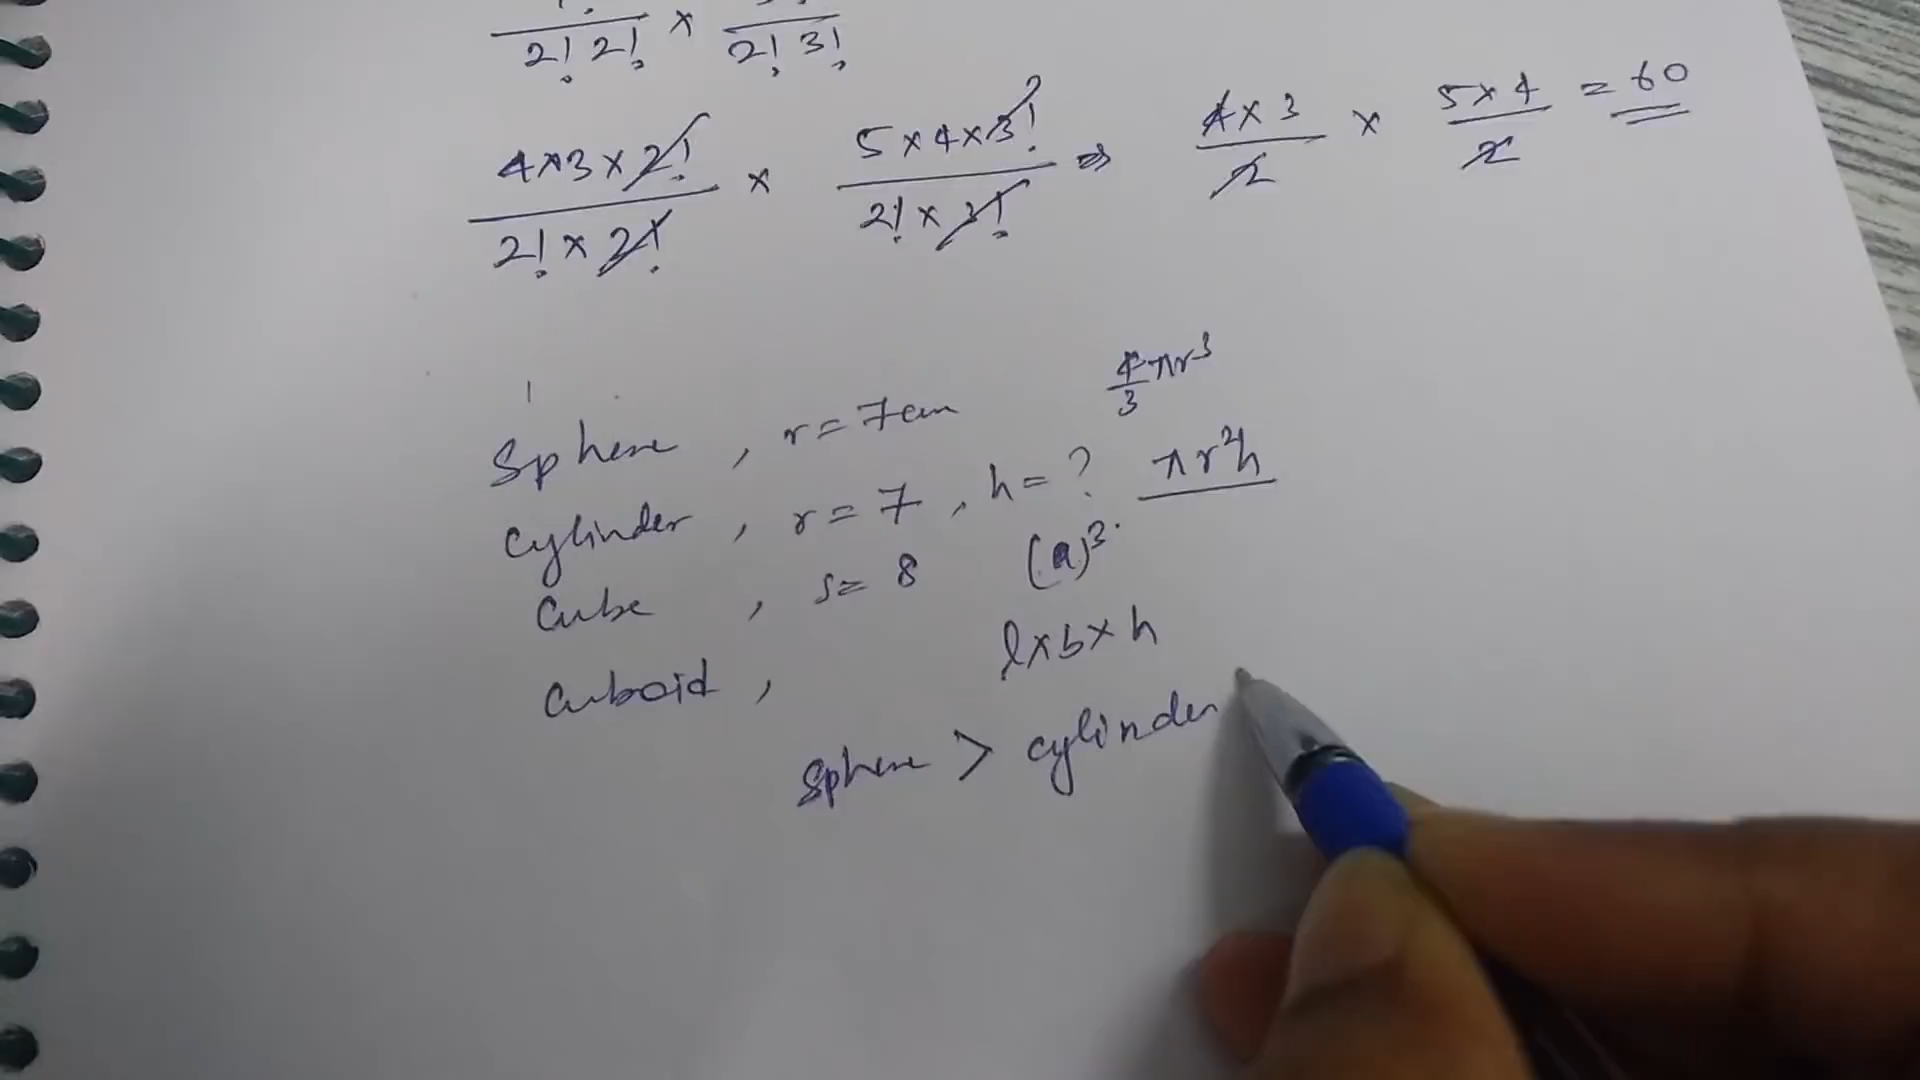 2! 2! × 2! 3!
4×3×2! / 2!×2! × 5×4×3! / 2!×3! ⇒ 4×3 / 2 × 5×4 / 2 = 60
Sphere , r = 7cm 4/3 πr³
Cylinder , r = 7 , h = ? πr²h
Cube , s = 8 (a)³
Cuboid , l×b×h
Sphere > cylinder